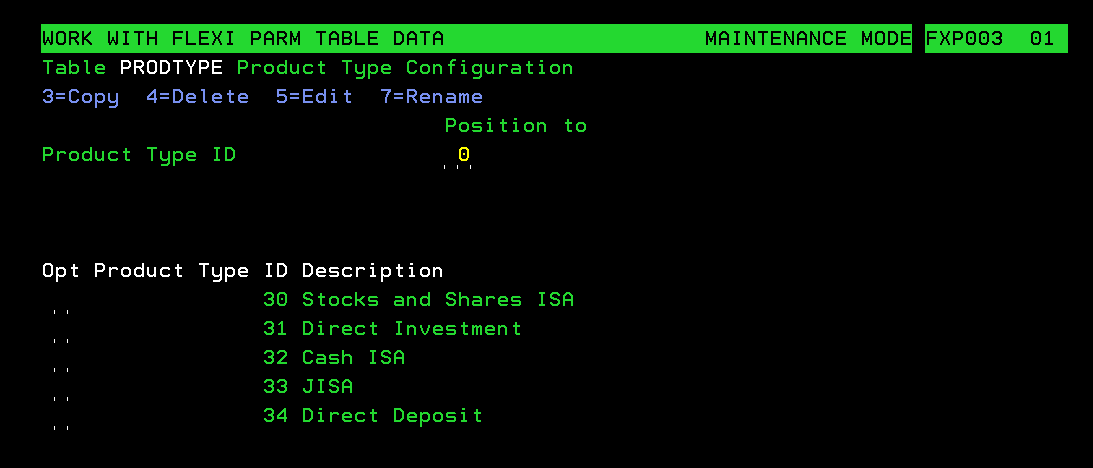 WORK WITH FLEXI PARM TABLE DATA MAINTENANCE MODE FXP003 01
Table PRODTYPE Product Type Configuration
3=Copy 4=Delete 5=Edit 7=Rename
Position to
Product Type ID 0
Opt Product Type ID Description
30 Stocks and Shares ISA
31 Direct Investment
32 Cash ISA
33 JISA
34 Direct Deposit